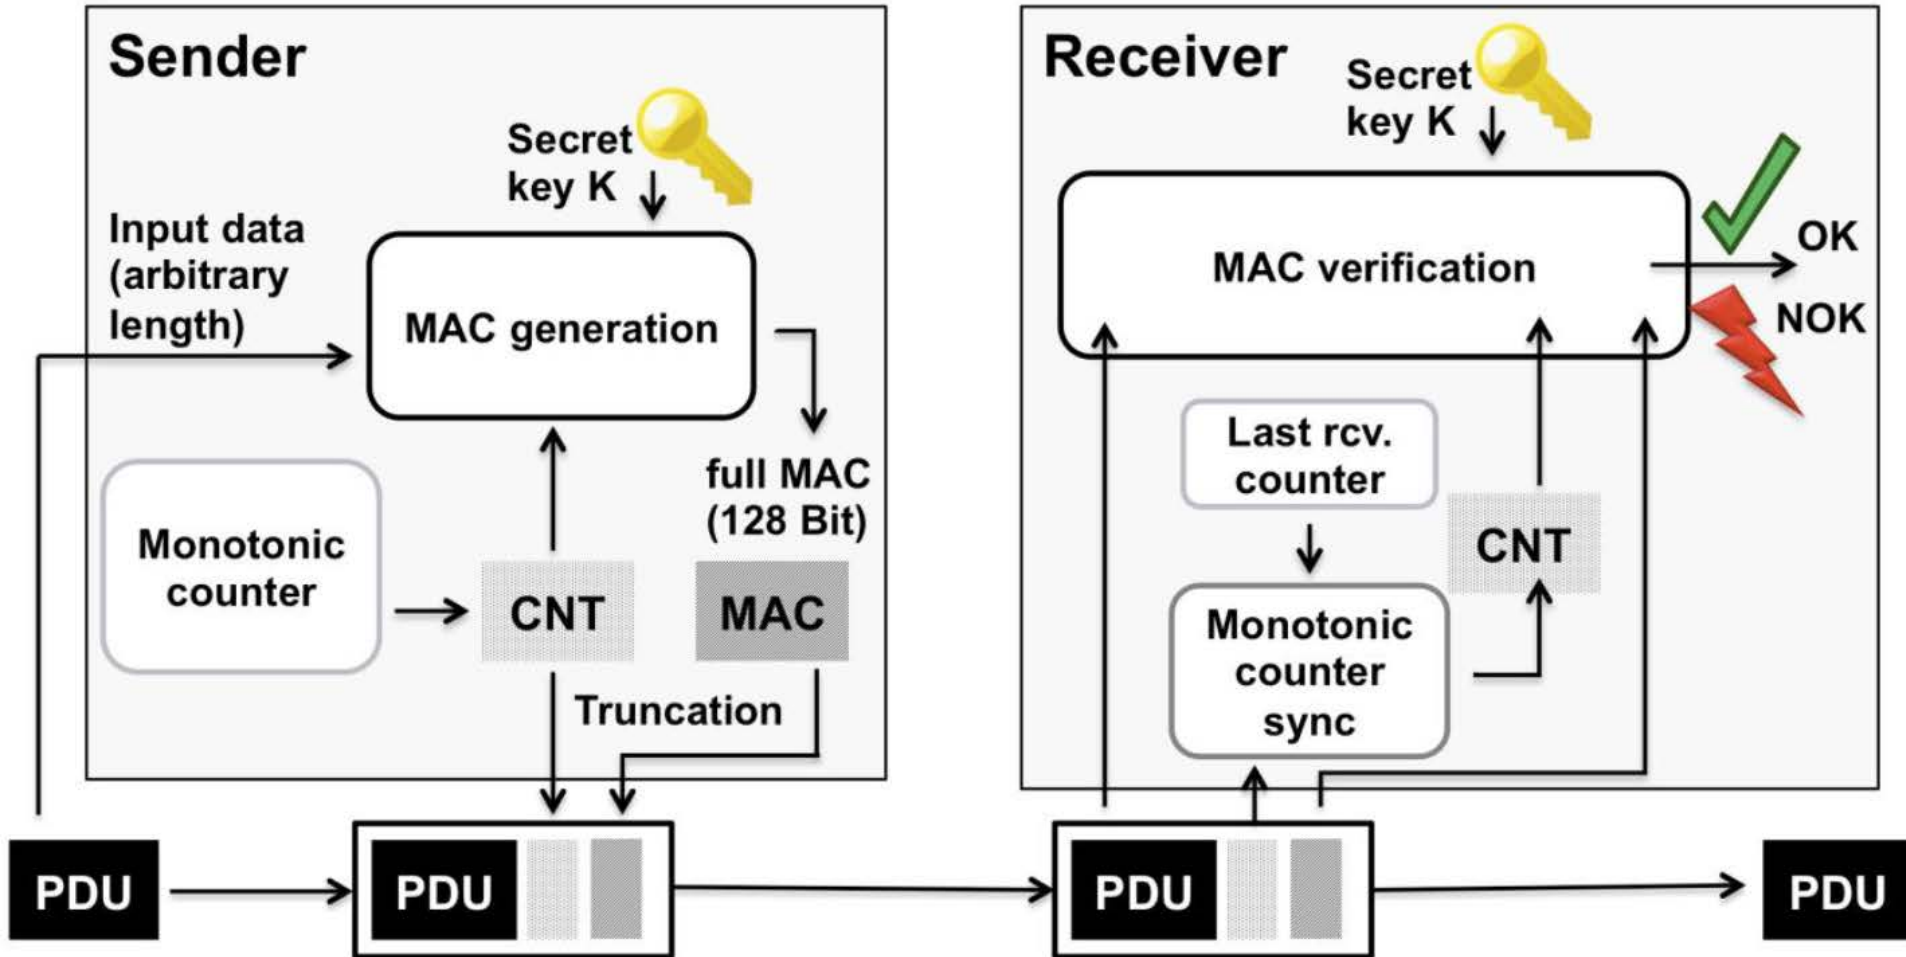 Sender
Secret
key K
Input data
(arbitrary
length)
MAC generation
full MAC
(128 Bit)
Monotonic
counter
CNT
MAC
Truncation
PDU
PDU
Receiver
Secret
key K
MAC verification
OK
NOK
Last rcv.
counter
CNT
Monotonic
counter
sync
PDU
PDU